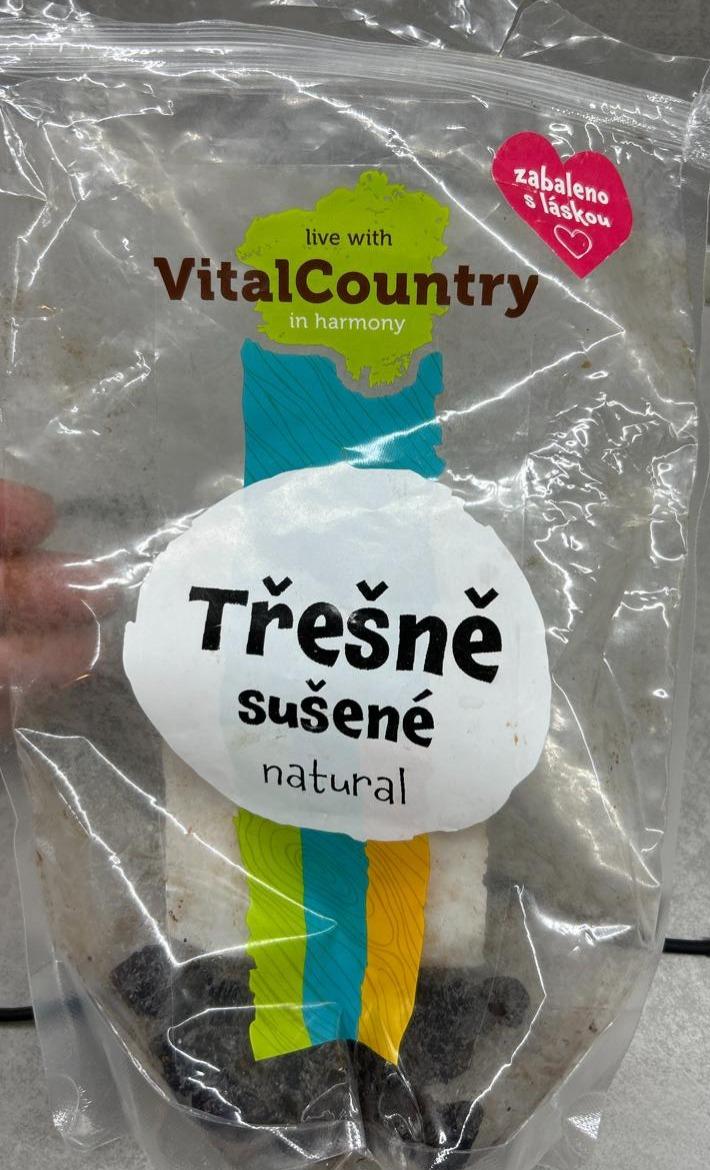 zabaleno
s láskou
live with
VitalCountry
in harmony
Třešně
sušené
natural